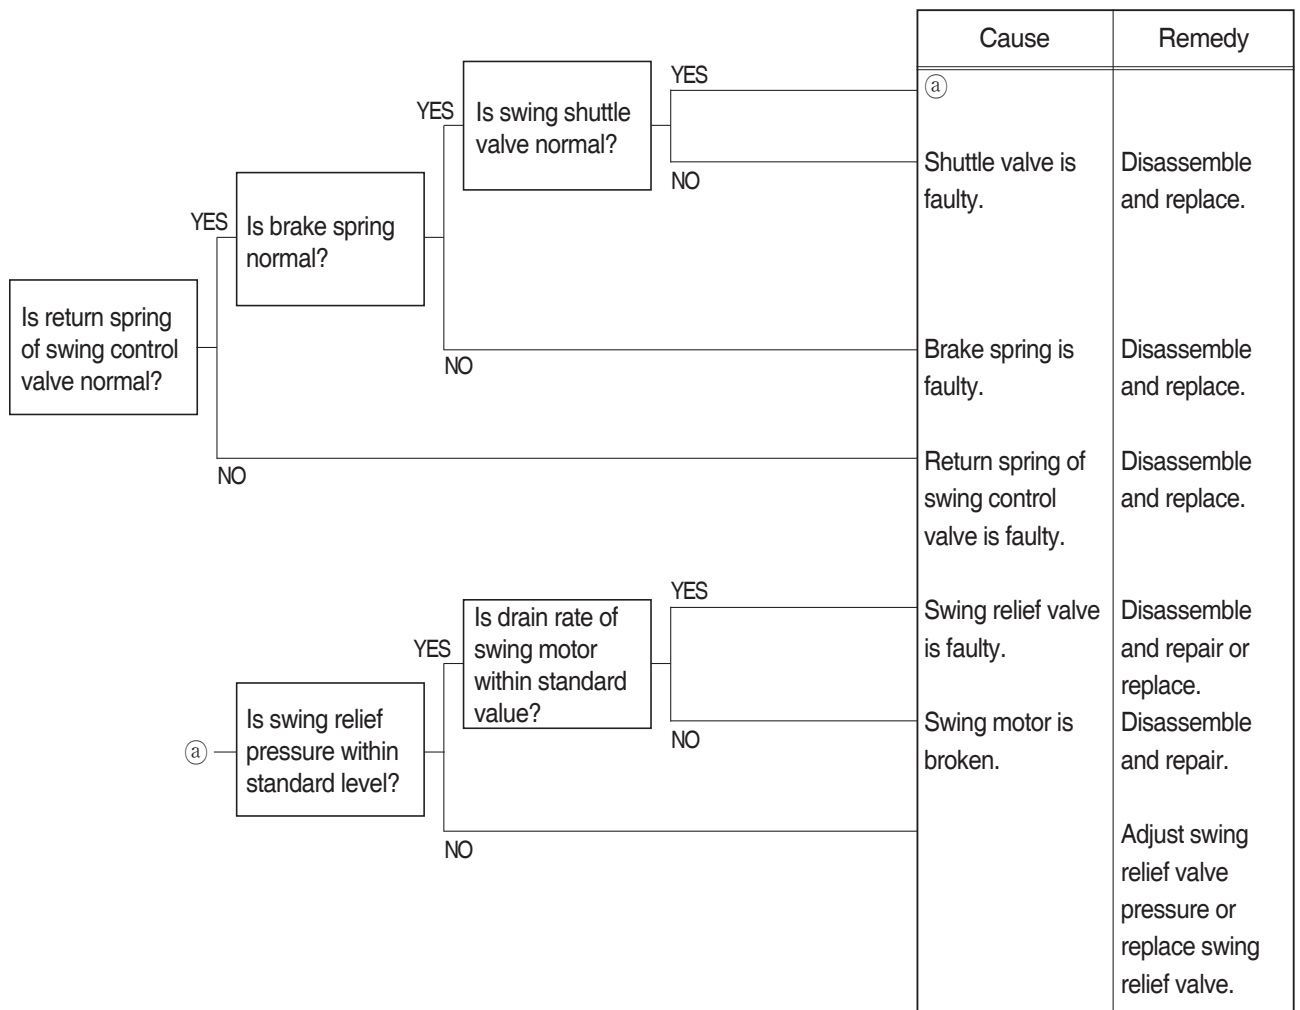 Cause
Remedy
YES
ⓐ
YES
Is swing shuttle
valve normal?
NO
Shuttle valve is
faulty.
Disassemble
and replace.
YES
Is brake spring
normal?
Is return spring
of swing control
valve normal?
NO
Brake spring is
faulty.
Disassemble
and replace.
NO
Return spring of
swing control
valve is faulty.
Disassemble
and replace.
YES
Swing relief valve
is faulty.
Disassemble
and repair or
replace.
YES
Is drain rate of
swing motor
within standard
value?
NO
Swing motor is
broken.
Disassemble
and repair.
ⓐ
Is swing relief
pressure within
standard level?
NO
Adjust swing
relief valve
pressure or
replace swing
relief valve.